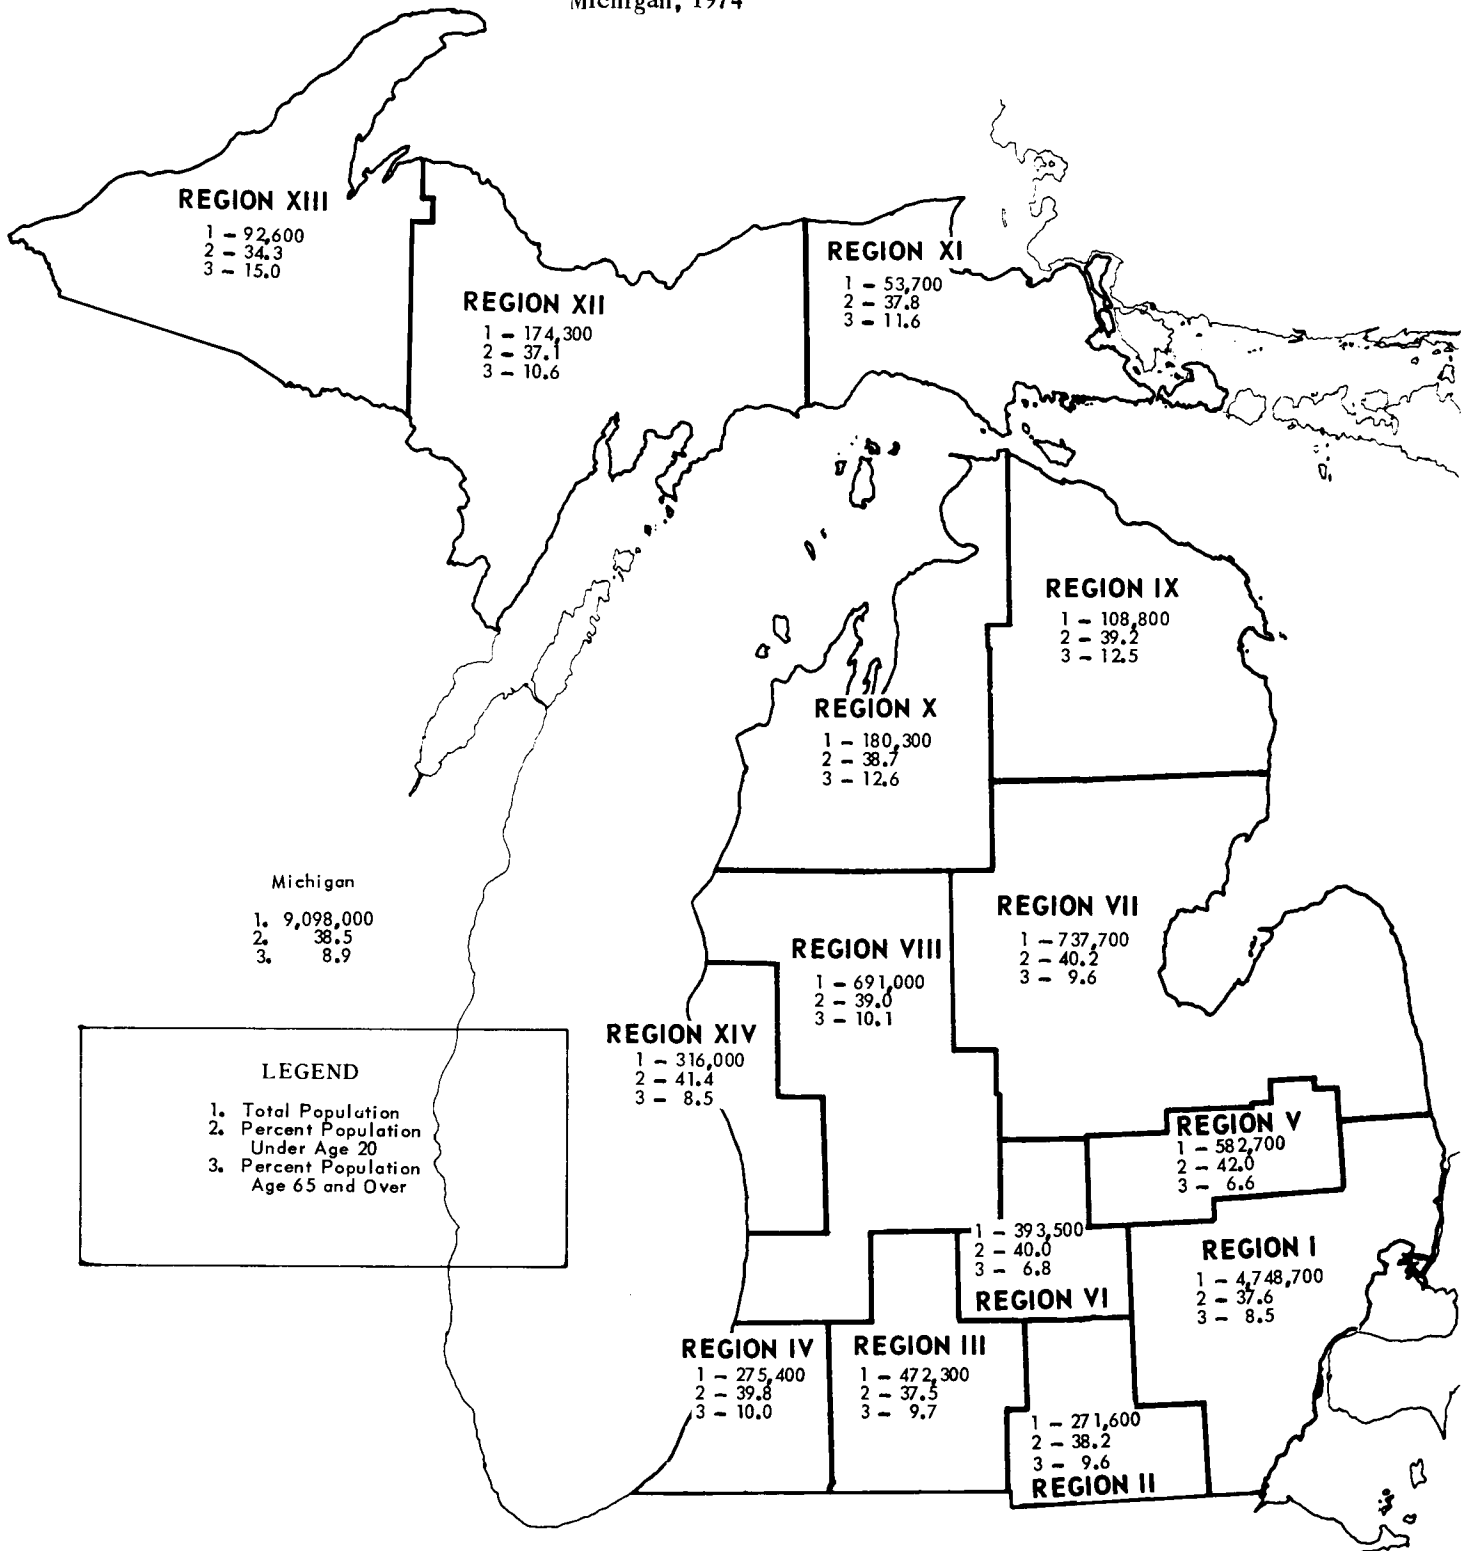 Michigan, 1974
REGION XIII
1 - 92,600
2 - 34.3
3 - 15.0
REGION XII
1 - 174,300
2 - 37.1
3 - 10.6
REGION XI
1 - 53,700
2 - 37.8
3 - 11.6
REGION IX
1 - 108,800
2 - 39.2
3 - 12.5
REGION X
1 - 180,300
2 - 38.7
3 - 12.6
Michigan
1. 9,098,000
2. 38.5
3. 8.9
REGION VII
1 - 737,700
2 - 40.2
3 - 9.6
REGION VIII
1 - 691,000
2 - 39.0
3 - 10.1
REGION XIV
1 - 316,000
2 - 41.4
3 - 8.5
LEGEND
1. Total Population
2. Percent Population
Under Age 20
3. Percent Population
Age 65 and Over
REGION V
1 - 582,700
2 - 42.0
3 - 6.6
1 - 393,500
2 - 40.0
3 - 6.8
REGION VI
REGION I
1 - 4,748,700
2 - 37.6
3 - 8.5
REGION IV
1 - 275,400
2 - 39.8
3 - 10.0
REGION III
1 - 472,300
2 - 37.5
3 - 9.7
1 - 271,600
2 - 38.2
3 - 9.6
REGION II